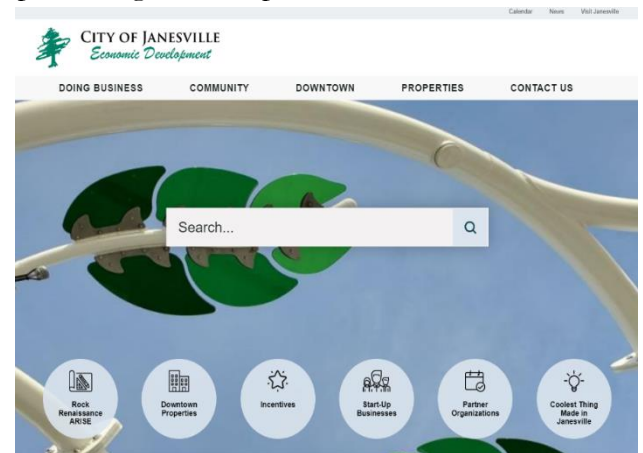 Calendar News Visit Janesville
CITY OF JANESVILLE
Economic Development
DOING BUSINESS COMMUNITY DOWNTOWN PROPERTIES CONTACT US
Search...
Rock
Renaissance
ARISE
Downtown
Properties
Incentives
Start-Up
Businesses
Partner
Organizations
Coolest Thing
Made in
Janesville